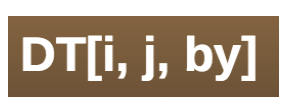 DT[i, j, by]